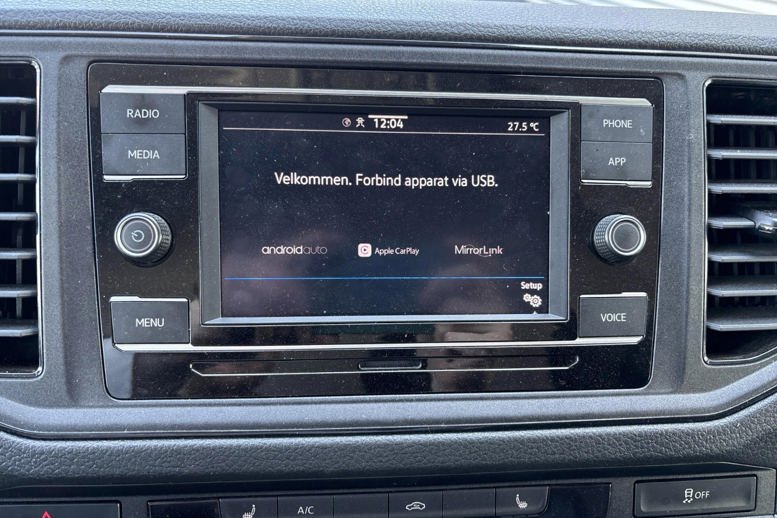 RADIO
MEDIA
12:04
27.5 °C
PHONE
APP
Velkommen. Forbind apparat via USB.
androidauto
Apple CarPlay
MirrorLink
Setup
MENU
VOICE
A/C
OFF